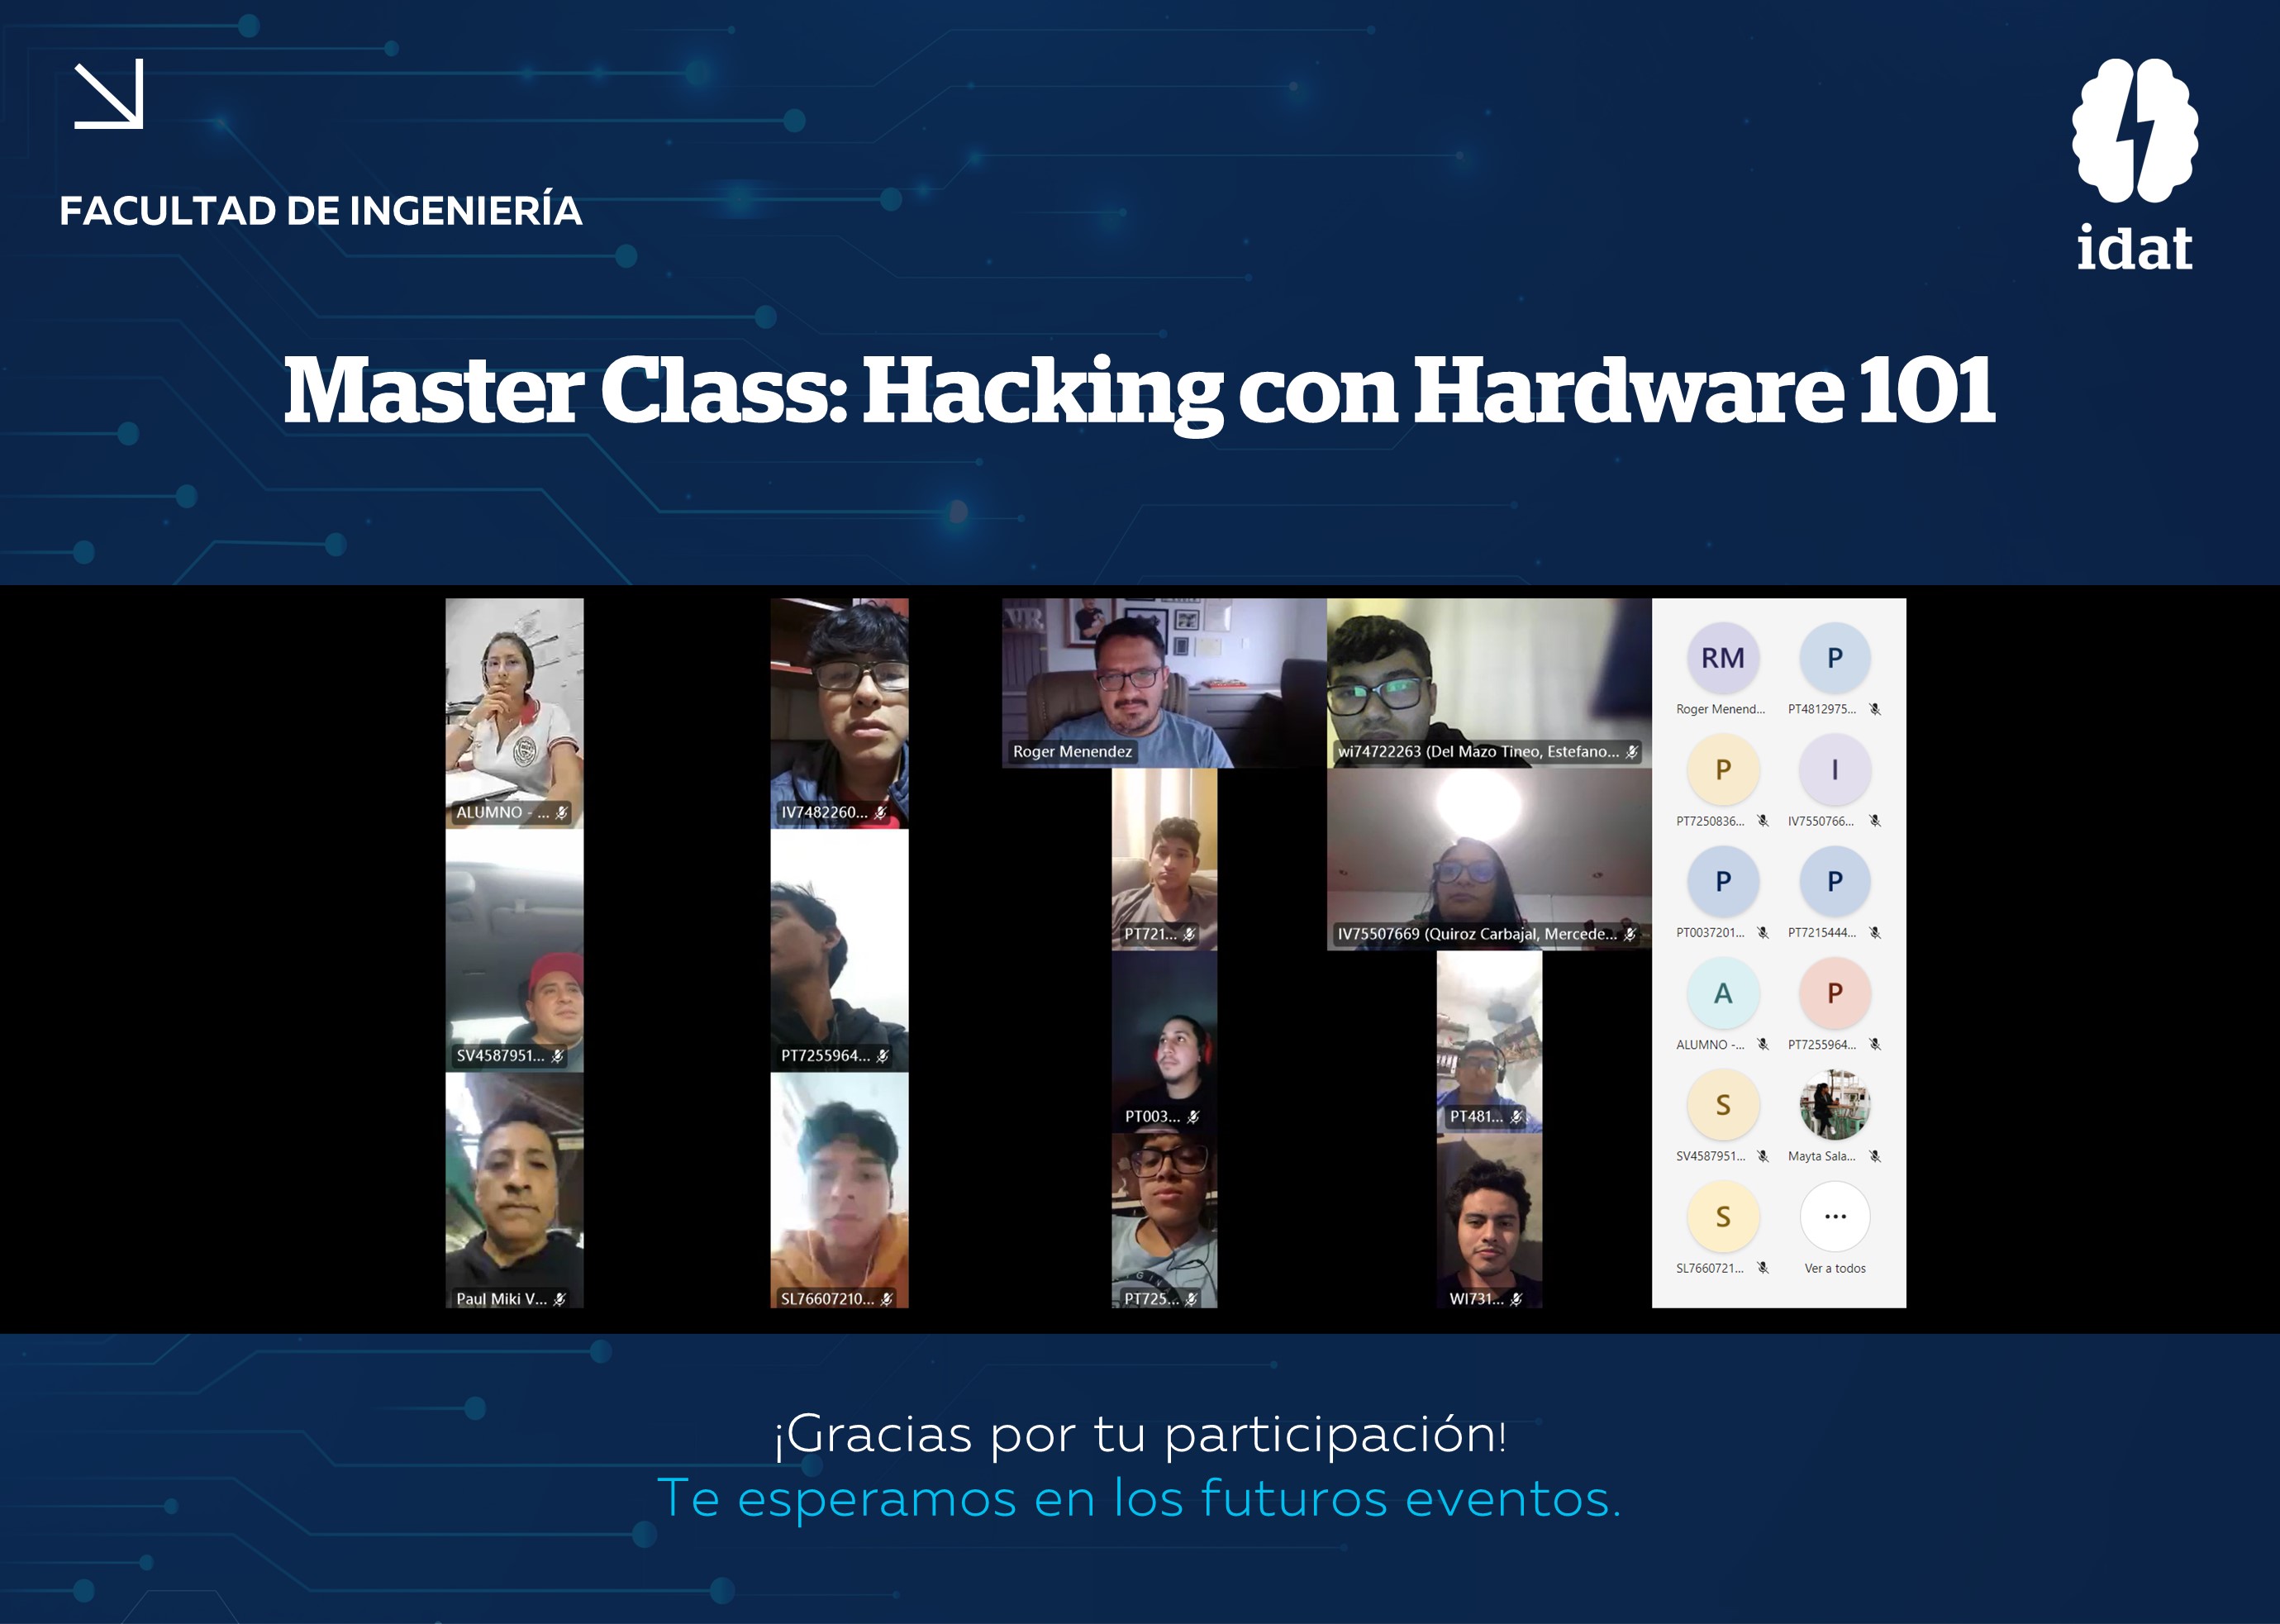 FACULTAD DE INGENIERÍA
idat
Master Class: Hacking con Hardware 101
ALUMNO - ...
IV7482260...
Roger Menendez
wi74722263 (Del Mazo Tineo, Estefano...
SV4587951...
PT7255964...
PT721...
IV75507669 (Quiroz Carbajal, Mercede...
PT003...
PT481...
Paul Miki V...
SL76607210...
PT725...
WI731...
RM
P
Roger Menend...
PT4812975...
P
I
PT7250836...
IV7550766...
P
P
PT0037201...
PT7215444...
A
P
ALUMNO -...
PT7255964...
S
SV4587951...
Mayta Sala...
S
...
SL7660721...
Ver a todos
¡Gracias por tu participación!
Te esperamos en los futuros eventos.